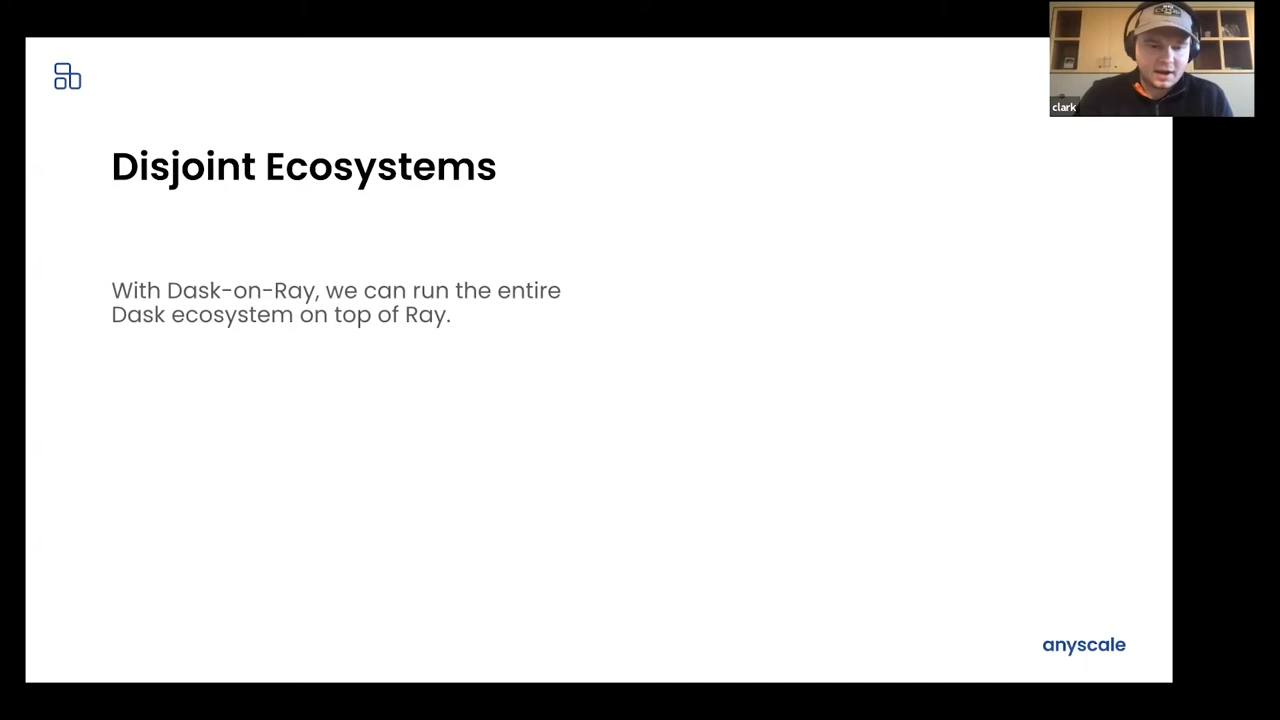 clark
Disjoint Ecosystems
With Dask-on-Ray, we can run the entire
Dask ecosystem on top of Ray.
anyscale